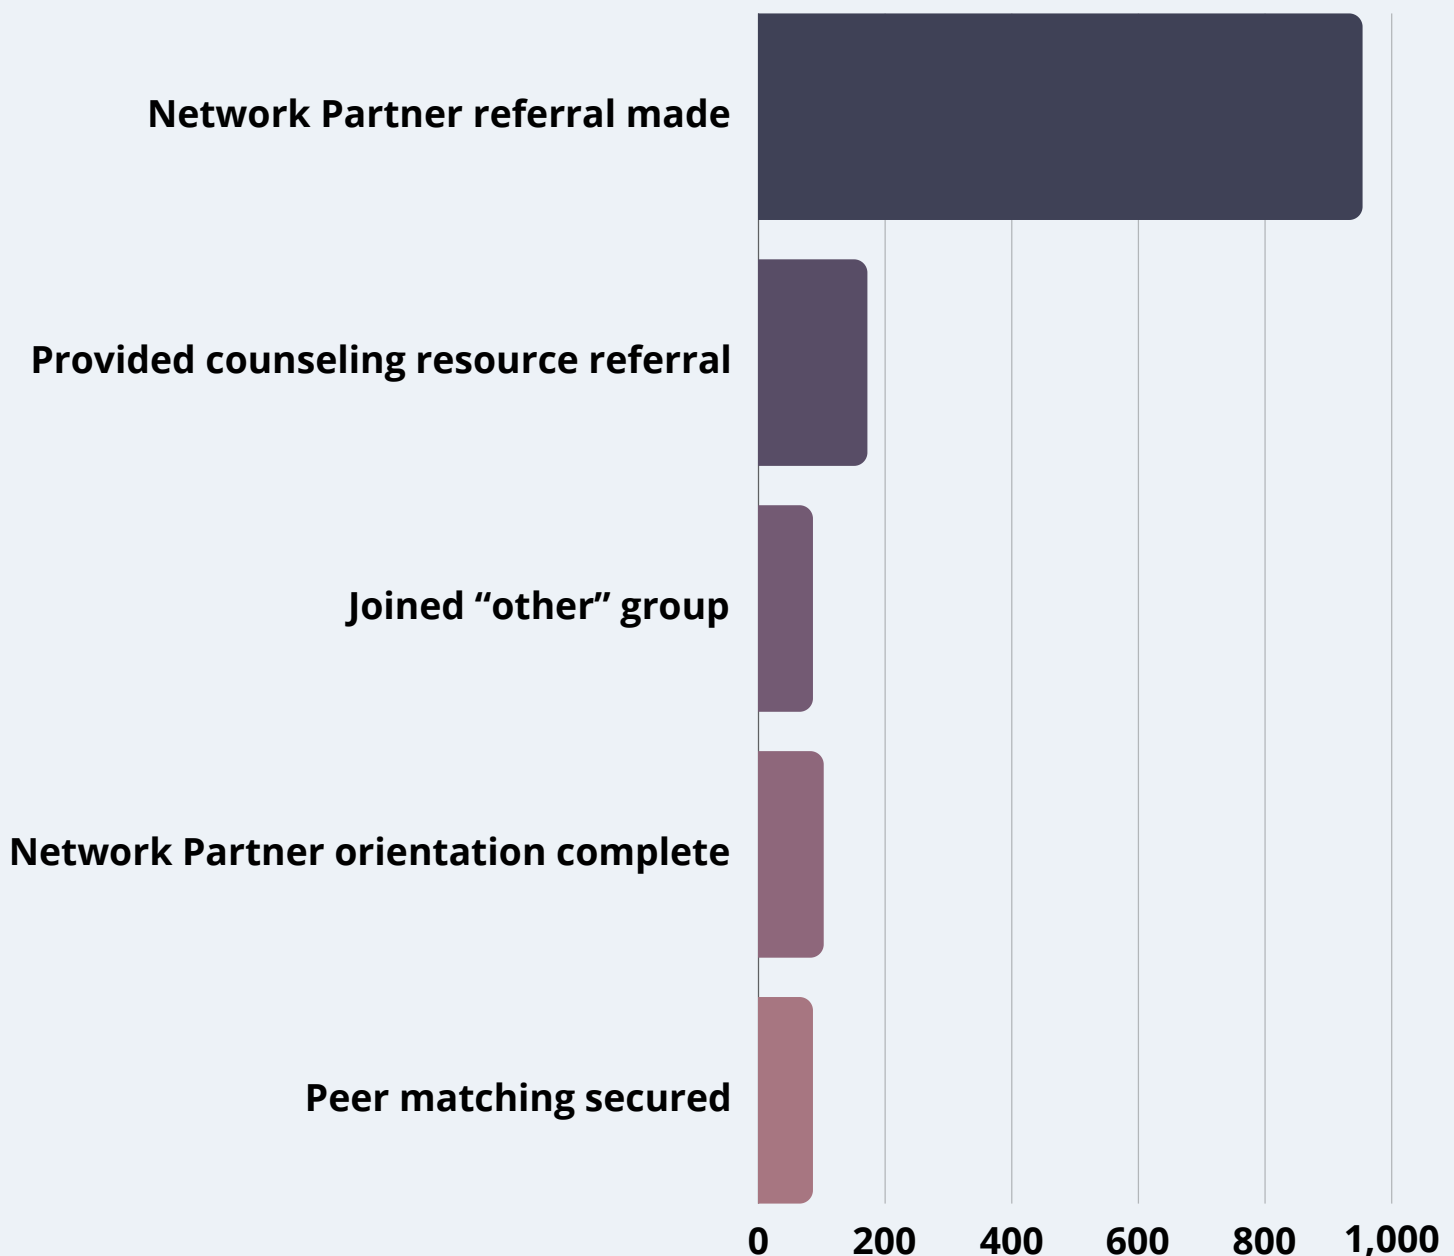 Network Partner referral made
Provided counseling resource referral
Joined “other” group
Network Partner orientation complete
Peer matching secured
0 200 400 600 800 1,000